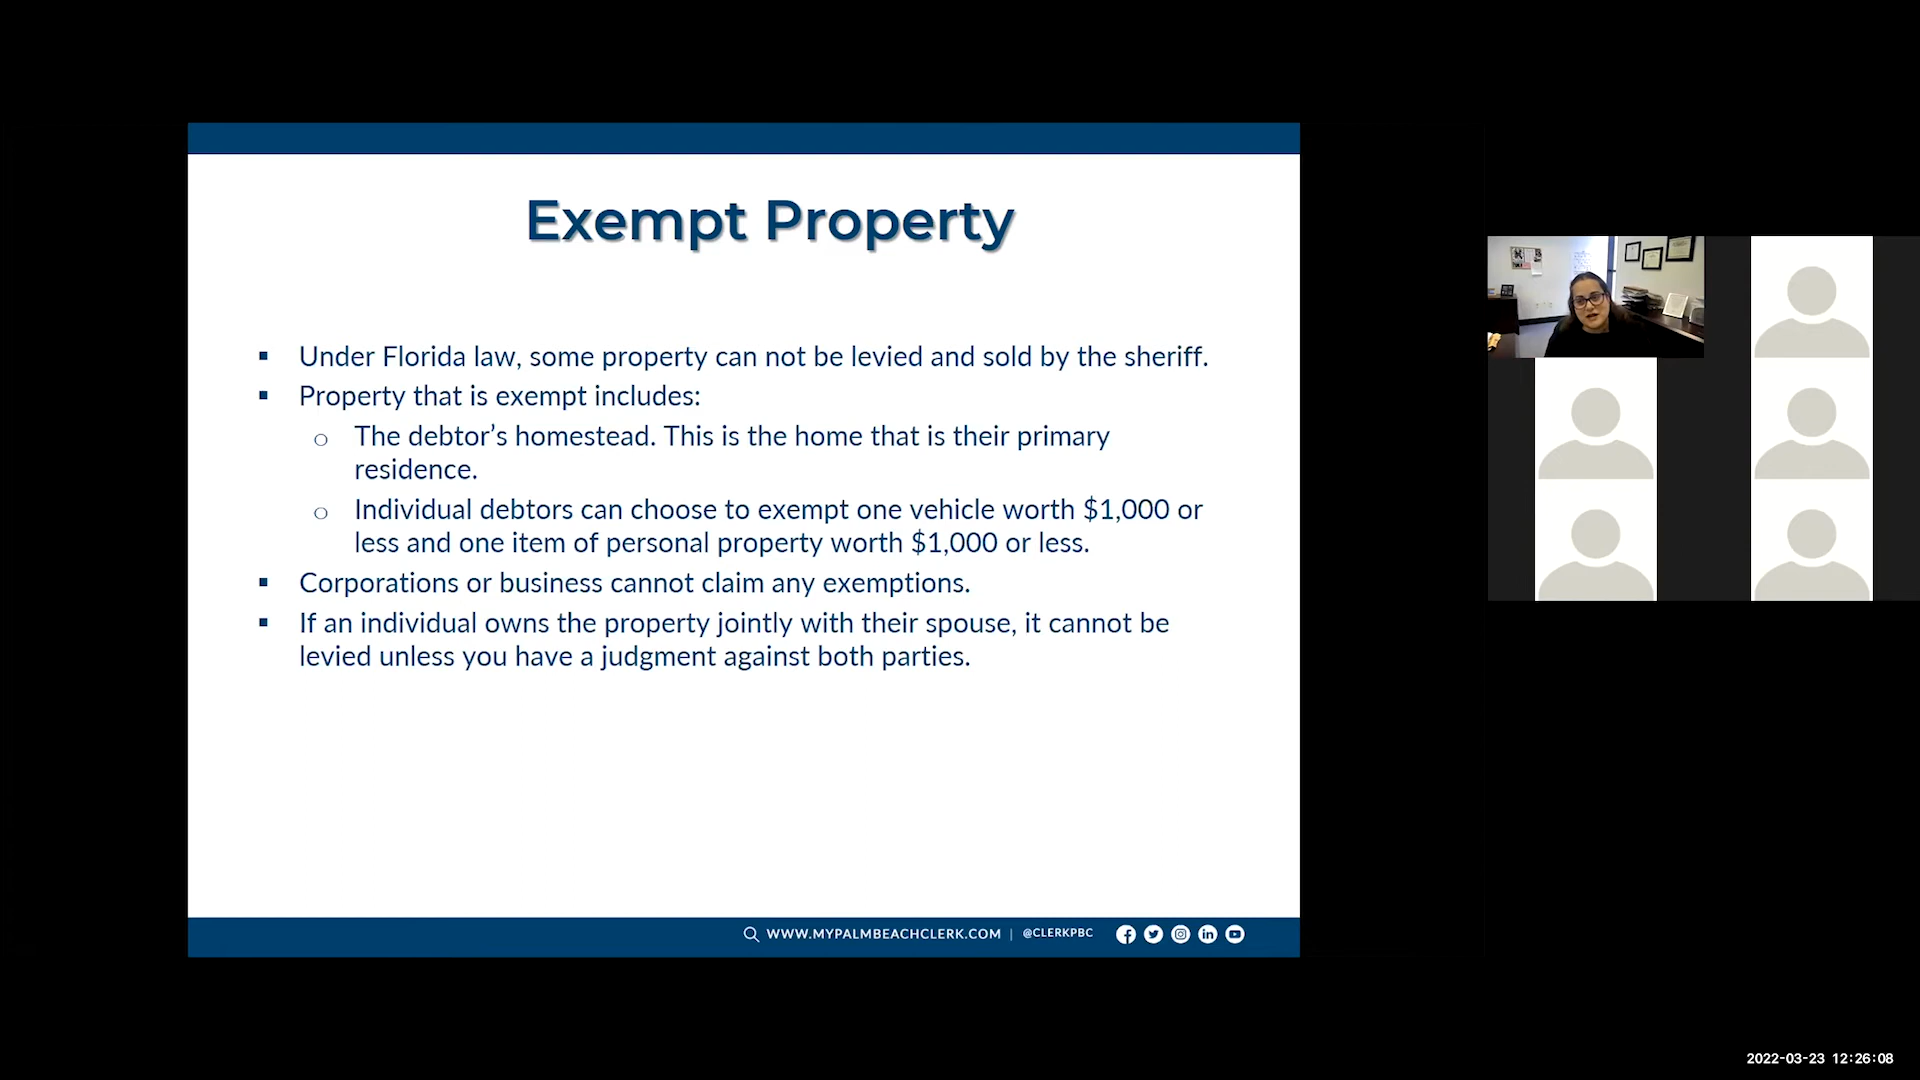 Exempt Property
▪ Under Florida law, some property can not be levied and sold by the sheriff.
▪ Property that is exempt includes:
o The debtor’s homestead. This is the home that is their primary
residence.
o Individual debtors can choose to exempt one vehicle worth $1,000 or
less and one item of personal property worth $1,000 or less.
▪ Corporations or business cannot claim any exemptions.
▪ If an individual owns the property jointly with their spouse, it cannot be
levied unless you have a judgment against both parties.
WWW.MYPALMBEACHCLERK.COM | @CLERKPBC
2022-03-23 12:26:08